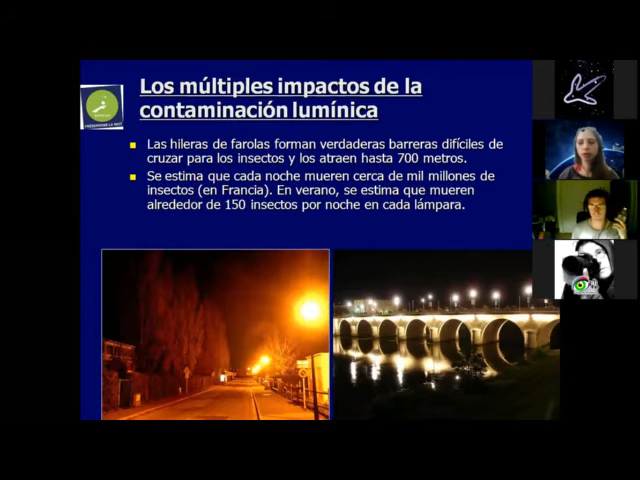 Los múltiples impactos de la
contaminación lumínica
Las hileras de farolas forman verdaderas barreras difíciles de
cruzar para los insectos y los atraen hasta 700 metros.
Se estima que cada noche mueren cerca de mil millones de
insectos (en Francia). En verano, se estima que mueren
alrededor de 150 insectos por noche en cada lámpara.